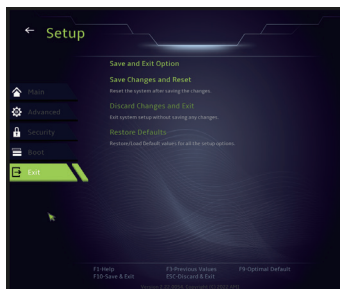 Setup
Save and Exit Option
Save Changes and Reset
Reset the system after saving the changes.
Main
Discard Changes and Exit
Advanced
Exit system setup without saving any changes.
Security
Restore Defaults
Restore/Load Default values for all the setup options.
Boot
Exit
F1-Help
F3-Previous Values
F9-Optimal Default
F10-Save & Exit
ESC-Discard & Exit